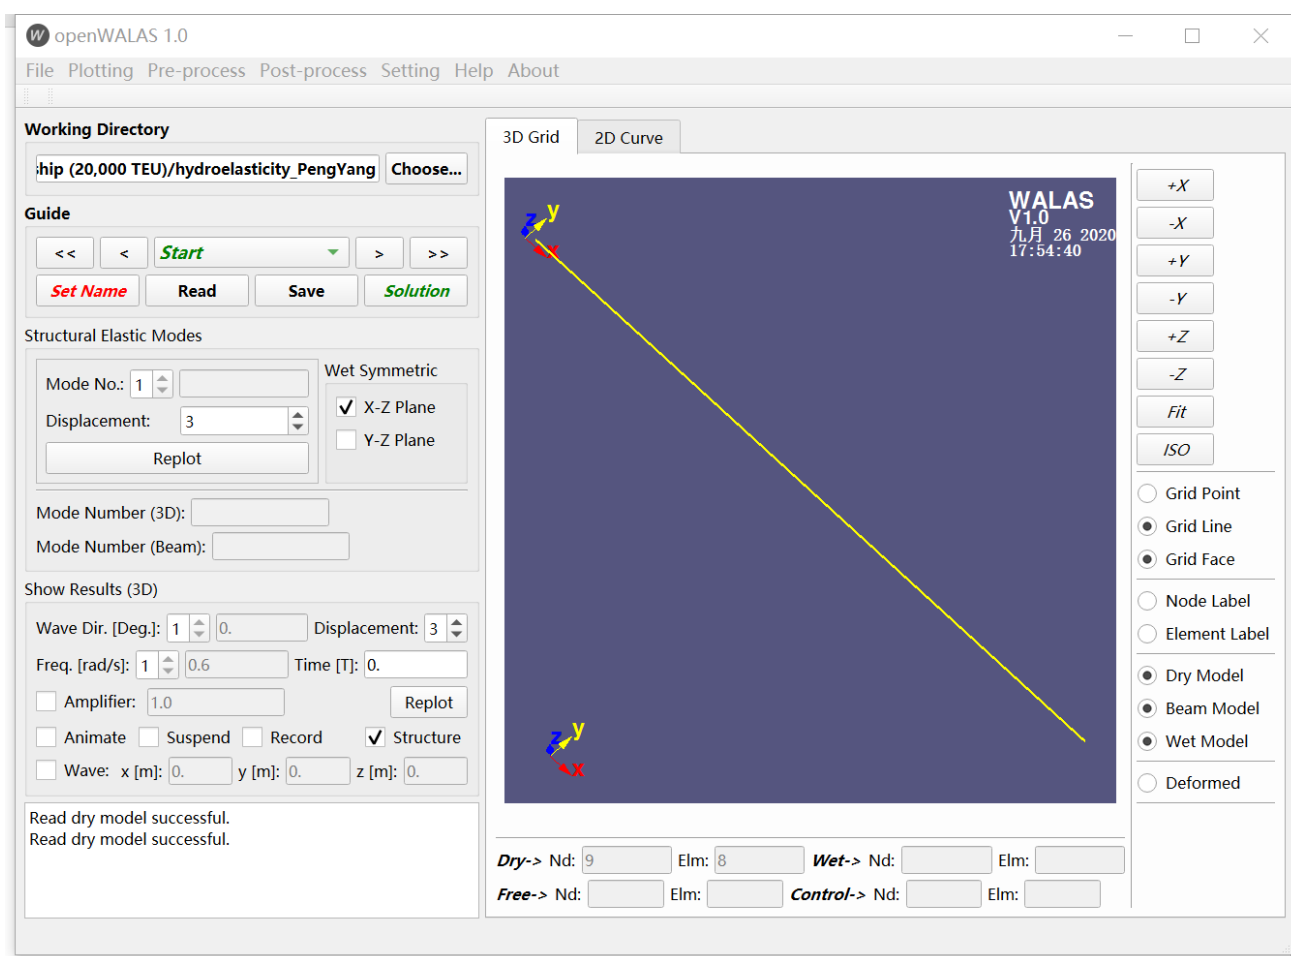 openWALAS 1.0
File Plotting Pre-process Post-process Setting Help About
Working Directory
ship (20,000 TEU)/hydroelasticity_PengYang Choose...
Guide
<< < Start > >>
Set Name Read Save Solution
Structural Elastic Modes
Mode No.: 1
Displacement: 3
Replot
Wet Symmetric
X-Z Plane
Y-Z Plane
Mode Number (3D):
Mode Number (Beam):
Show Results (3D)
Wave Dir. [Deg.]: 1 0. Displacement: 3
Freq. [rad/s]: 1 0.6 Time [T]: 0.
Amplifier: 1.0 Replot
Animate Suspend Record Structure
Wave: x [m]: 0. y [m]: 0. z [m]: 0.
Read dry model successful.
Read dry model successful.
3D Grid 2D Curve
WALAS
V1.0
九月 26 2020
17:54:40
z y
x
z y
x
+X
-X
+Y
-Y
+Z
-Z
Fit
ISO
Grid Point
Grid Line
Grid Face
Node Label
Element Label
Dry Model
Beam Model
Wet Model
Deformed
Dry-> Nd: 9 Elm: 8 Wet-> Nd: Elm:
Free-> Nd: Elm: Control-> Nd: Elm: